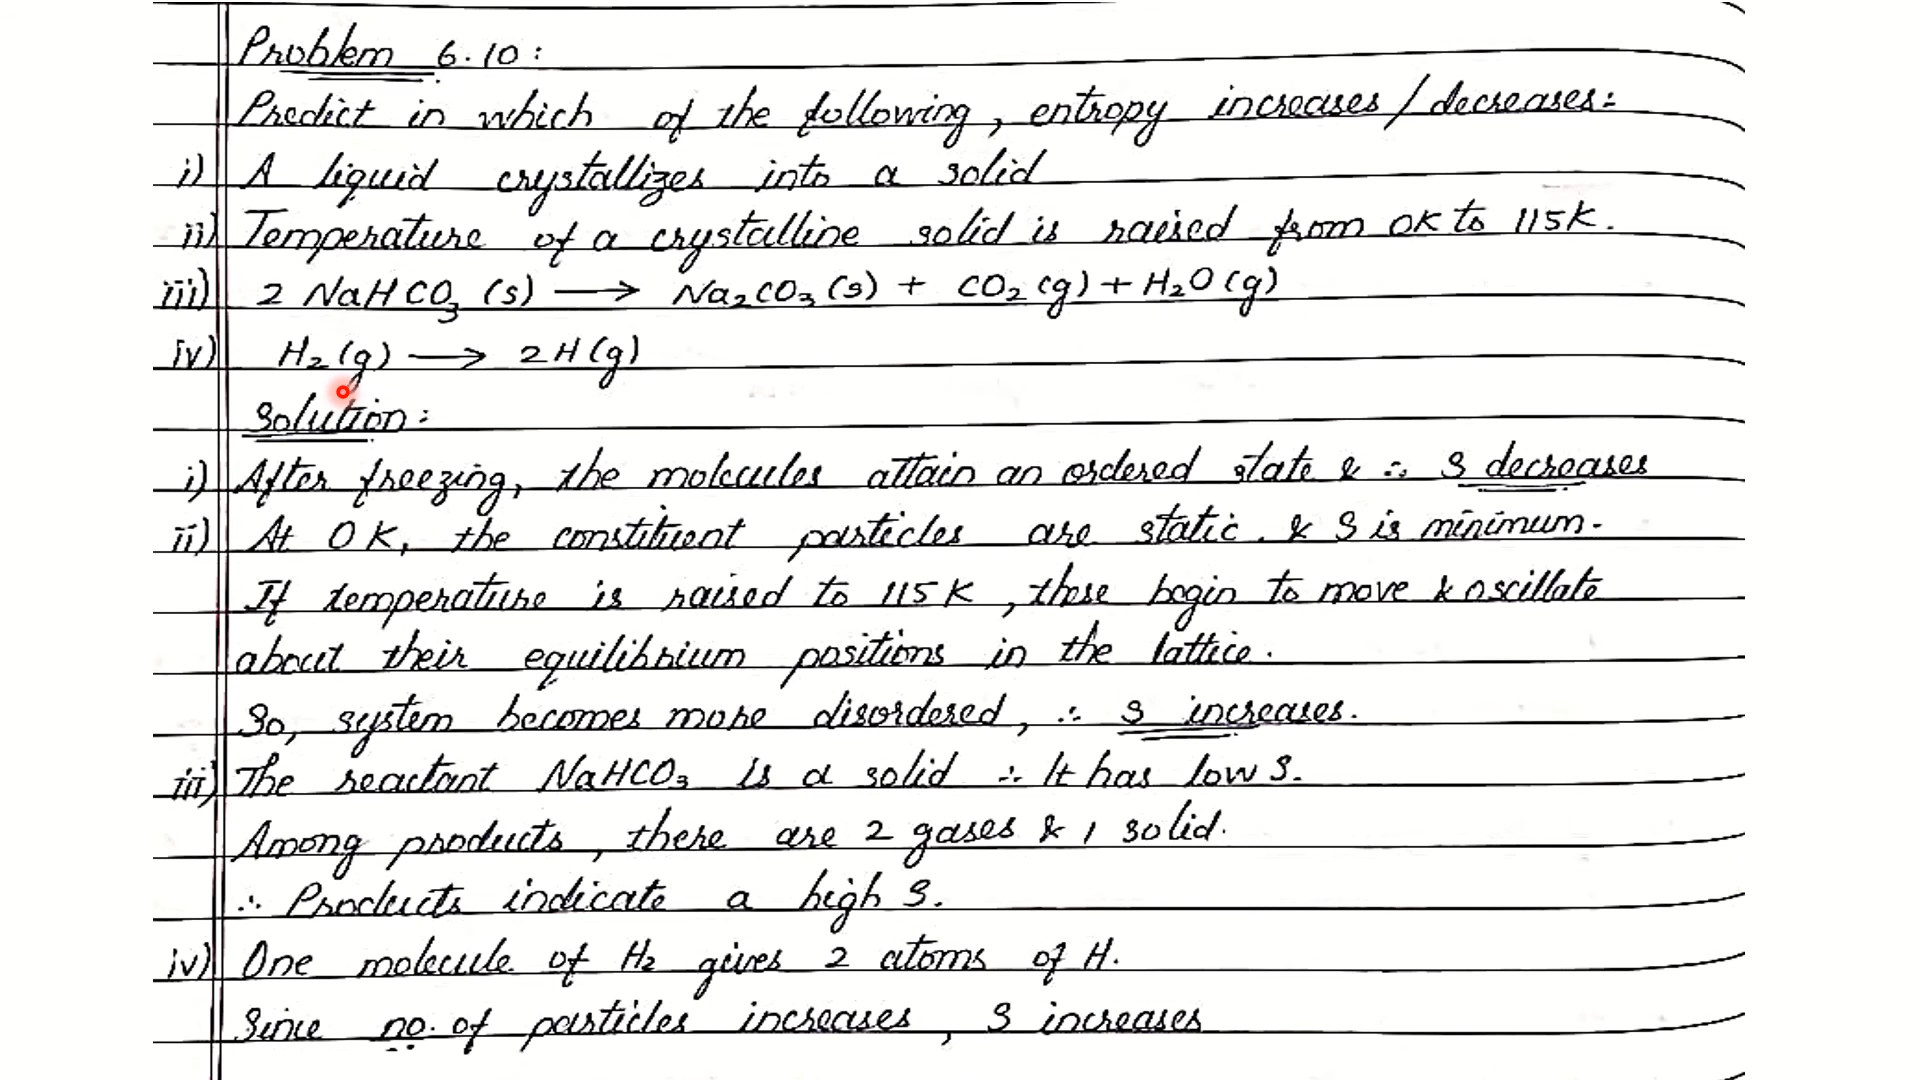 Problem 6.10:
Predict in which of the following, entropy increases/decreases:
i) A liquid crystallizes into a solid
ii) Temperature of a crystalline solid is raised from 0K to 115K.
iii) 2 NaHCO₃ (s) → Na₂CO₃ (s) + CO₂ (g) + H₂O (g)
iv) H₂ (g) → 2H (g)
Solution:
i) After freezing, the molecules attain an ordered state & ∴ S decreases
ii) At 0K, the constituent particles are static. & S is minimum.
If temperature is raised to 115K, these begin to move & oscillate
about their equilibrium positions in the lattice.
So, system becomes more disordered, ∴ S increases.
iii) The reactant NaHCO₃ is a solid ∴ It has low S.
Among products, there are 2 gases & 1 solid.
∴ Products indicate a high S.
iv) One molecule of H₂ gives 2 atoms of H.
Since no. of particles increases, S increases